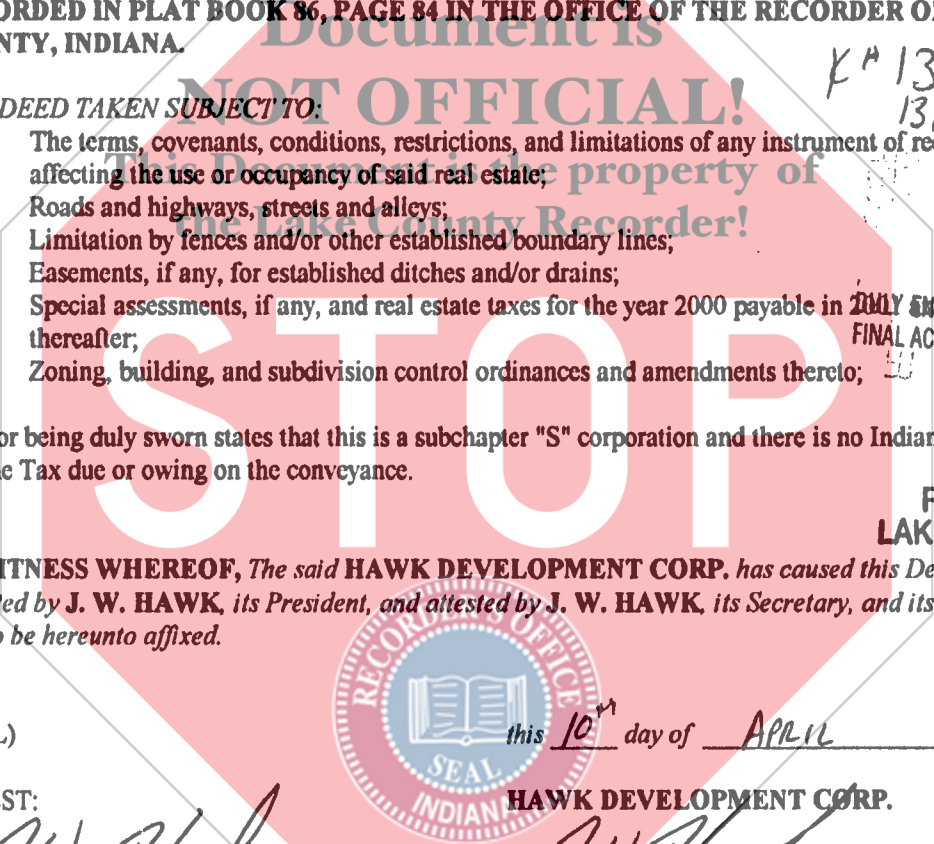 ORDED IN PLAT BOOK 86, PAGE 84 IN THE OFFICE OF THE RECORDER O
NTY, INDIANA.
Document is
NOT OFFICIAL!
This Document is the property of
the Lake County Recorder!
DEED TAKEN SUBJECT TO:
The terms, covenants, conditions, restrictions, and limitations of any instrument of re
affecting the use or occupancy of said real estate;
Roads and highways, streets and alleys;
Limitation by fences and/or other established boundary lines;
Easements, if any, for established ditches and/or drains;
Special assessments, if any, and real estate taxes for the year 2000 payable in 2001
DULY EN
thereafter;
FINAL AC
Zoning, building, and subdivision control ordinances and amendments thereto;
STOP
or being duly sworn states that this is a subchapter "S" corporation and there is no Indian
e Tax due or owing on the conveyance.
LAK
ITNESS WHEREOF, The said HAWK DEVELOPMENT CORP. has caused this De
ed by J. W. HAWK, its President, and attested by J. W. HAWK, its Secretary, and its
o be hereunto affixed.
RECORDER'S OFFICE
SEAL
INDIANA
this 10th day of APRIL
ST:
HAWK DEVELOPMENT CORP.